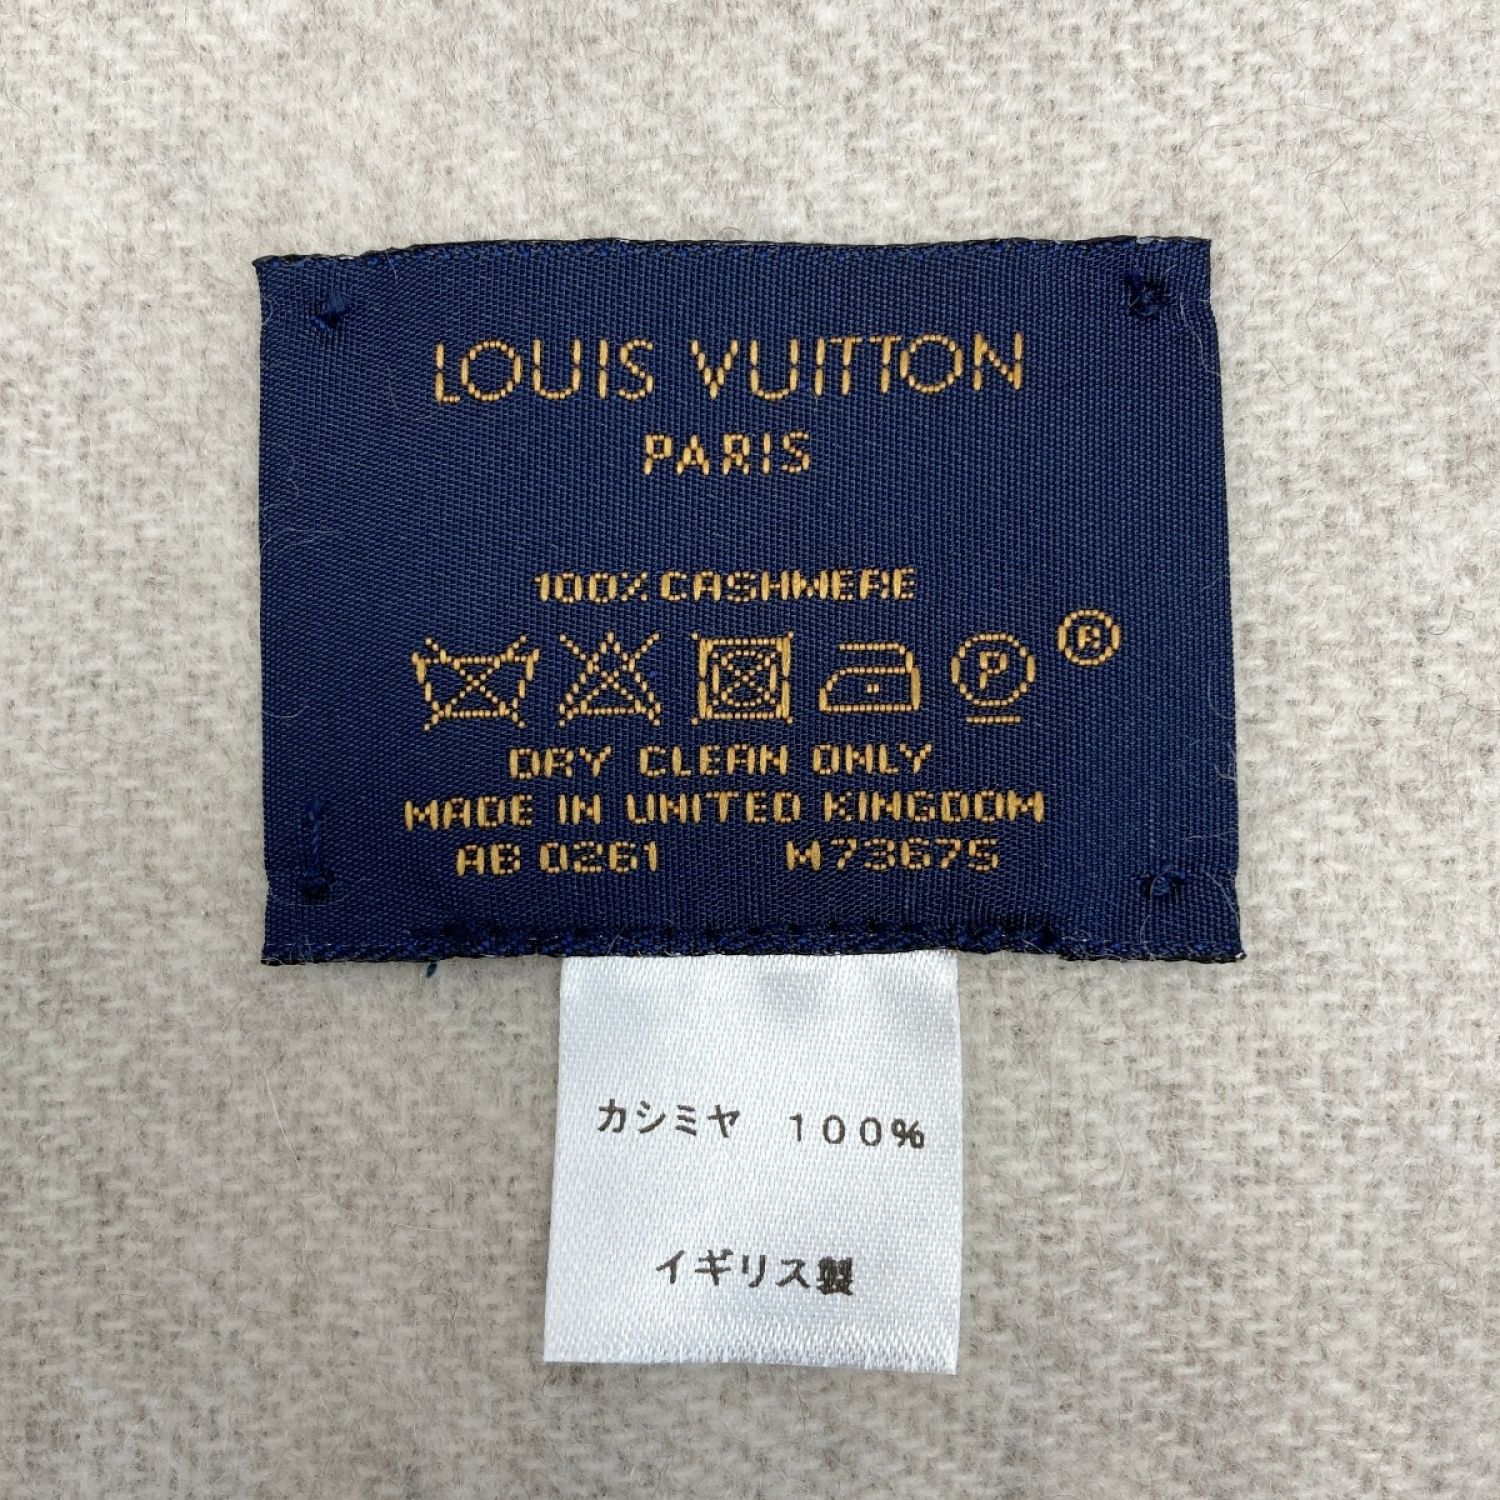 LOUIS VUITTON
PARIS
100% CASHMERE
P ®
DRY CLEAN ONLY
MADE IN UNITED KINGDOM
AB 0261 M73675
カシミヤ 100%
イギリス製